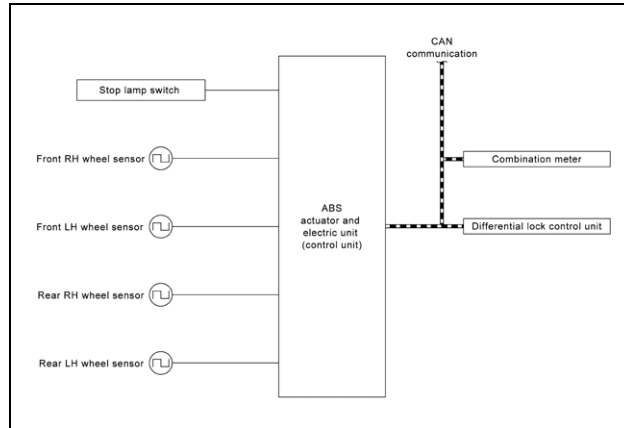 CAN
communication
Stop lamp switch
Front RH wheel sensor
Combination meter
ABS
actuator and
electric unit
(control unit)
Front LH wheel sensor
Differential lock control unit
Rear RH wheel sensor
Rear LH wheel sensor